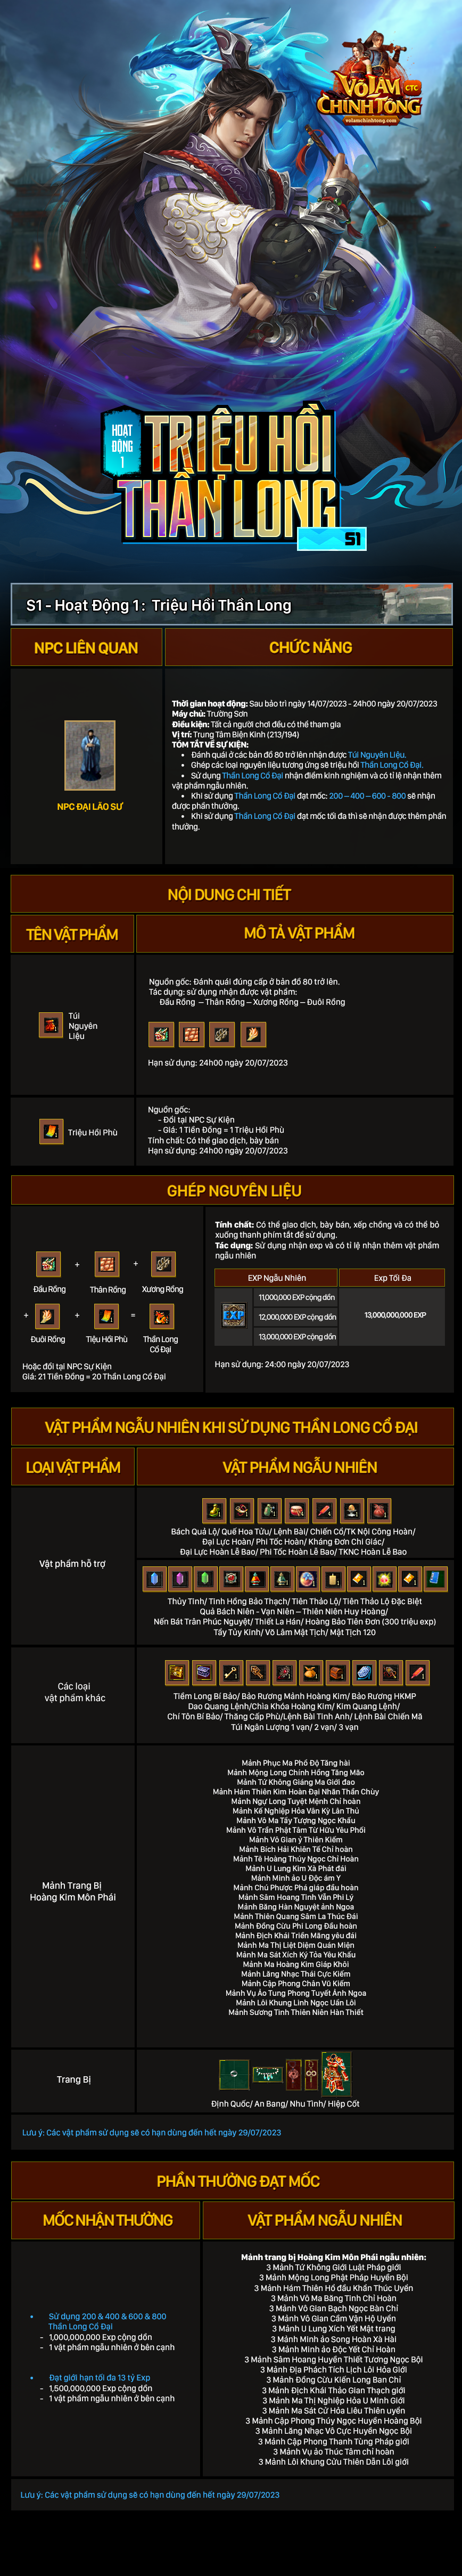 VÕ LÂM
CTC
CHÍNH TÔNG
volamchinhtong.com
HOẠT
ĐỘNG
1
TRIỆU HỒI
THẦN LONG
S1
S1 - Hoạt Động 1: Triệu Hồi Thần Long
NPC LIÊN QUAN
CHỨC NĂNG
NPC ĐẠI LÃO SƯ
Thời gian hoạt động: Sau bảo trì ngày 14/07/2023 - 24h00 ngày 20/07/2023
Máy chủ: Trường Sơn
Điều kiện: Tất cả người chơi đều có thể tham gia
Vị trí: Trung Tâm Biện Kinh (213/194)
TÓM TẮT VỀ SỰ KIỆN:
• Đánh quái ở các bản đồ 80 trở lên nhận được Túi Nguyên Liệu.
• Ghép các loại nguyên liệu tương ứng sẽ triệu hồi Thần Long Cổ Đại.
• Sử dụng Thần Long Cổ Đại nhận điểm kinh nghiệm và có tỉ lệ nhận thêm
vật phẩm ngẫu nhiên.
• Khi sử dụng Thần Long Cổ Đại đạt mốc: 200 – 400 – 600 - 800 sẽ nhận
được phần thưởng.
• Khi sử dụng Thần Long Cổ Đại đạt mốc tối đa thì sẽ nhận được thêm phần
thưởng.
NỘI DUNG CHI TIẾT
TÊN VẬT PHẨM
MÔ TẢ VẬT PHẨM
Túi
Nguyên
Liệu
Nguồn gốc: Đánh quái đúng cấp ở bản đồ 80 trở lên.
Tác dụng: sử dụng nhận được vật phẩm:
Đầu Rồng – Thân Rồng – Xương Rồng – Đuôi Rồng
Hạn sử dụng: 24h00 ngày 20/07/2023
Triệu Hồi Phù
Nguồn gốc:
- Đổi tại NPC Sự Kiện
- Giá: 1 Tiền Đồng = 1 Triệu Hồi Phù
Tính chất: Có thể giao dịch, bày bán
Hạn sử dụng: 24h00 ngày 20/07/2023
GHÉP NGUYÊN LIỆU
+ +
Đầu Rồng Thân Rồng Xương Rồng
+ + =
Đuôi Rồng Tiệu Hồi Phù Thần Long
Cổ Đại
Hoặc đổi tại NPC Sự Kiện
Giá: 21 Tiền Đồng = 20 Thần Long Cổ Đại
Tính chất: Có thể giao dịch, bày bán, xếp chồng và có thể bỏ
xuống thanh phím tắt để sử dụng.
Tác dụng: Sử dụng nhận exp và có tỉ lệ nhận thêm vật phẩm
ngẫu nhiên
EXP Ngẫu Nhiên
Exp Tối Đa
EXP
11,000,000 EXP cộng dồn
12,000,000 EXP cộng dồn
13,000,000 EXP cộng dồn
13,000,000,000 EXP
Hạn sử dụng: 24:00 ngày 20/07/2023
VẬT PHẨM NGẪU NHIÊN KHI SỬ DỤNG THẦN LONG CỔ ĐẠI
LOẠI VẬT PHẨM
VẬT PHẨM NGẪU NHIÊN
Vật phẩm hỗ trợ
Bách Quả Lộ/ Quế Hoa Tửu/ Lệnh Bài/ Chiến Cổ/TK Nội Công Hoàn/
Đại Lực Hoàn/ Phi Tốc Hoàn/ Kháng Đơn Chi Giác/
Đại Lực Hoàn Lễ Bao/ Phi Tốc Hoàn Lễ Bao/ TKNC Hoàn Lễ Bao
Thủy Tinh/ Tinh Hồng Bảo Thạch/ Tiên Thảo Lộ/ Tiên Thảo Lộ Đặc Biệt
Quả Bách Niên - Vạn Niên – Thiên Niên Huy Hoàng/
Nến Bát Trân Phúc Nguyệt/ Thiết La Hán/ Hoàng Bảo Tiên Đơn (300 triệu exp)
Tẩy Tủy Kinh/ Võ Lâm Mật Tịch/ Mật Tịch 120
Các loại
vật phẩm khác
Tiềm Long Bí Bảo/ Bảo Rương Mảnh Hoàng Kim/ Bảo Rương HKMP
Dao Quang Lệnh/Chìa Khóa Hoàng Kim/ Kim Quang Lệnh/
Chí Tôn Bí Bảo/ Thăng Cấp Phù/Lệnh Bài Tinh Anh/ Lệnh Bài Chiến Mã
Túi Ngân Lượng 1 vạn/ 2 vạn/ 3 vạn
Mảnh Trang Bị
Hoàng Kim Môn Phái
Mảnh Phục Ma Phổ Độ Tăng hài
Mảnh Mộng Long Chính Hồng Tăng Mão
Mảnh Tứ Không Giáng Ma Giới đao
Mảnh Hám Thiên Kim Hoàn Đại Nhãn Thần Chùy
Mảnh Ngự Long Tuyệt Mệnh Chỉ hoàn
Mảnh Kế Nghiệp Hỏa Vân Kỳ Lân Thủ
Mảnh Vô Ma Tẩy Tượng Ngọc Khấu
Mảnh Vô Trần Phật Tâm Từ Hữu Yêu Phối
Mảnh Vô Gian ỷ Thiên Kiếm
Mảnh Bích Hải Khiên Tế Chỉ hoàn
Mảnh Tê Hoàng Thúy Ngọc Chỉ Hoàn
Mảnh U Lung Kim Xà Phát đái
Mảnh Minh ảo U Độc ám Y
Mảnh Chú Phược Phá giáp đầu hoàn
Mảnh Sâm Hoang Tinh Vẫn Phi Lý
Mảnh Băng Hàn Nguyệt ảnh Ngoa
Mảnh Thiên Quang Sâm La Thúc Đái
Mảnh Đồng Cừu Phi Long Đầu hoàn
Mảnh Địch Khái Triền Mãng yêu đái
Mảnh Ma Thị Liệt Diệm Quán Miện
Mảnh Ma Sát Xích Ký Tỏa Yêu Khấu
Mảnh Ma Hoàng Kim Giáp Khôi
Mảnh Lăng Nhạc Thái Cực Kiếm
Mảnh Cập Phong Chân Vũ Kiếm
Mảnh Vụ Ảo Tung Phong Tuyết Ảnh Ngoa
Mảnh Lôi Khung Linh Ngọc Uẩn Lôi
Mảnh Sương Tinh Thiên Niên Hàn Thiết
Trang Bị
Định Quốc/ An Bang/ Nhu Tình/ Hiệp Cốt
Lưu ý: Các vật phẩm sử dụng sẽ có hạn dùng đến hết ngày 29/07/2023
PHẦN THƯỞNG ĐẠT MỐC
MỐC NHẬN THƯỞNG
VẬT PHẨM NGẪU NHIÊN
• Sử dụng 200 & 400 & 600 & 800
Thần Long Cổ Đại
- 1,000,000,000 Exp cộng dồn
- 1 vật phẩm ngẫu nhiên ở bên cạnh
• Đạt giới hạn tối đa 13 tỷ Exp
- 1,500,000,000 Exp cộng dồn
- 1 vật phẩm ngẫu nhiên ở bên cạnh
Mảnh trang bị Hoàng Kim Môn Phái ngẫu nhiên:
3 Mảnh Tứ Không Giới Luật Pháp giới
3 Mảnh Mộng Long Phật Pháp Huyền Bội
3 Mảnh Hám Thiên Hổ đầu Khẩn Thúc Uyển
3 Mảnh Vô Ma Băng Tinh Chỉ Hoàn
3 Mảnh Vô Gian Bạch Ngọc Bàn Chỉ
3 Mảnh Vô Gian Cầm Vận Hộ Uyển
3 Mảnh U Lung Xích Yết Mật trang
3 Mảnh Minh ảo Song Hoàn Xà Hài
3 Mảnh Minh ảo Độc Yết Chỉ Hoàn
3 Mảnh Sâm Hoang Huyền Thiết Tương Ngọc Bội
3 Mảnh Địa Phách Tích Lịch Lôi Hỏa Giới
3 Mảnh Đồng Cừu Kiến Long Ban Chỉ
3 Mảnh Địch Khái Thảo Gian Thạch giới
3 Mảnh Ma Thị Nghiệp Hỏa U Minh Giới
3 Mảnh Ma Sát Cử Hỏa Liêu Thiên uyển
3 Mảnh Cập Phong Thúy Ngọc Huyền Hoàng Bội
3 Mảnh Lăng Nhạc Vô Cực Huyền Ngọc Bội
3 Mảnh Cập Phong Thanh Tùng Pháp giới
3 Mảnh Vụ ảo Thúc Tâm chỉ hoàn
3 Mảnh Lôi Khung Cửu Thiên Dẫn Lôi giới
Lưu ý: Các vật phẩm sử dụng sẽ có hạn dùng đến hết ngày 29/07/2023